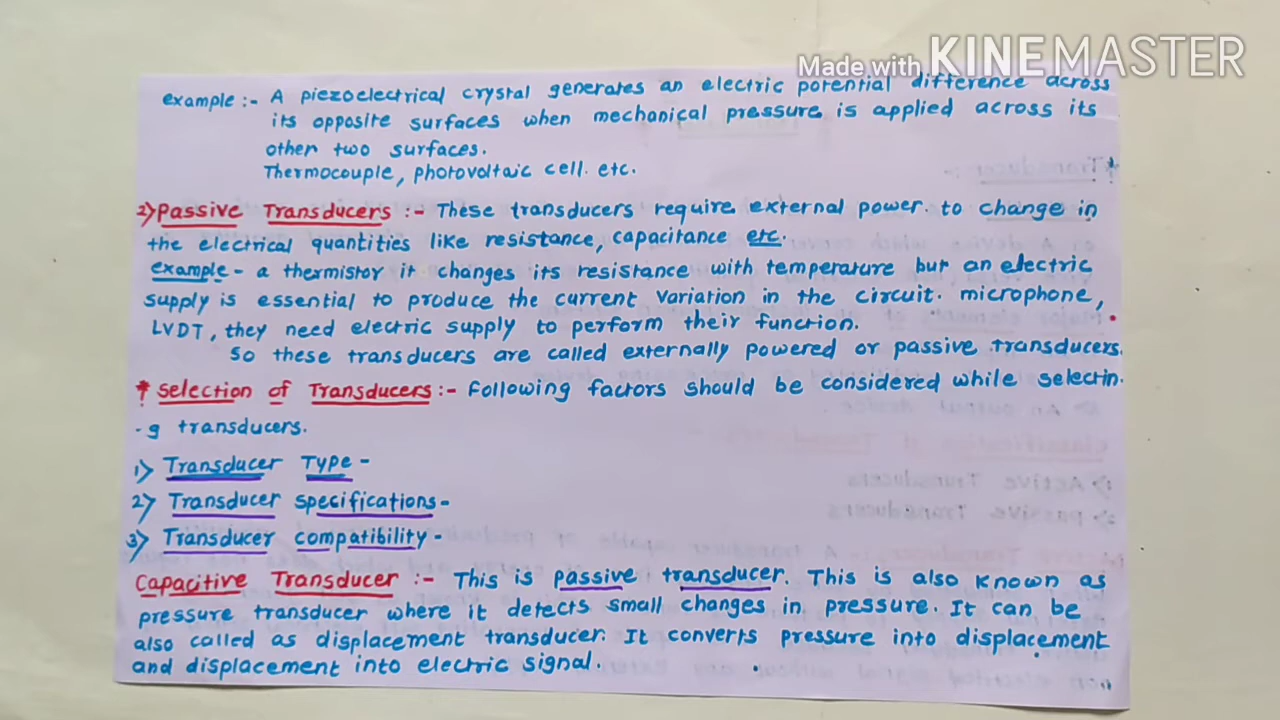 Made with KINEMASTER
example :- A piezoelectrical crystal generates an electric potential difference across
its opposite surfaces when mechanical pressure is applied across its
other two surfaces.
Thermocouple, photovoltaic cell. etc.
2) Passive Transducers :- These transducers require external power. to change in
the electrical quantities like resistance, capacitance etc.
example - a thermistor it changes its resistance with temperature but an electric
supply is essential to produce the current variation in the circuit. microphone,
LVDT, they need electric supply to perform their function.
So these transducers are called externally powered or passive transducers.
* Selection of Transducers :- Following factors should be considered while selectin.
-g transducers.
1) Transducer Type -
2) Transducer specifications -
3) Transducer compatibility -
Capacitive Transducer :- This is passive transducer. This is also known as
pressure transducer, where it detects small changes in pressure. It can be
also called as displacement transducer. It converts pressure into displacement
and displacement into electric signal.